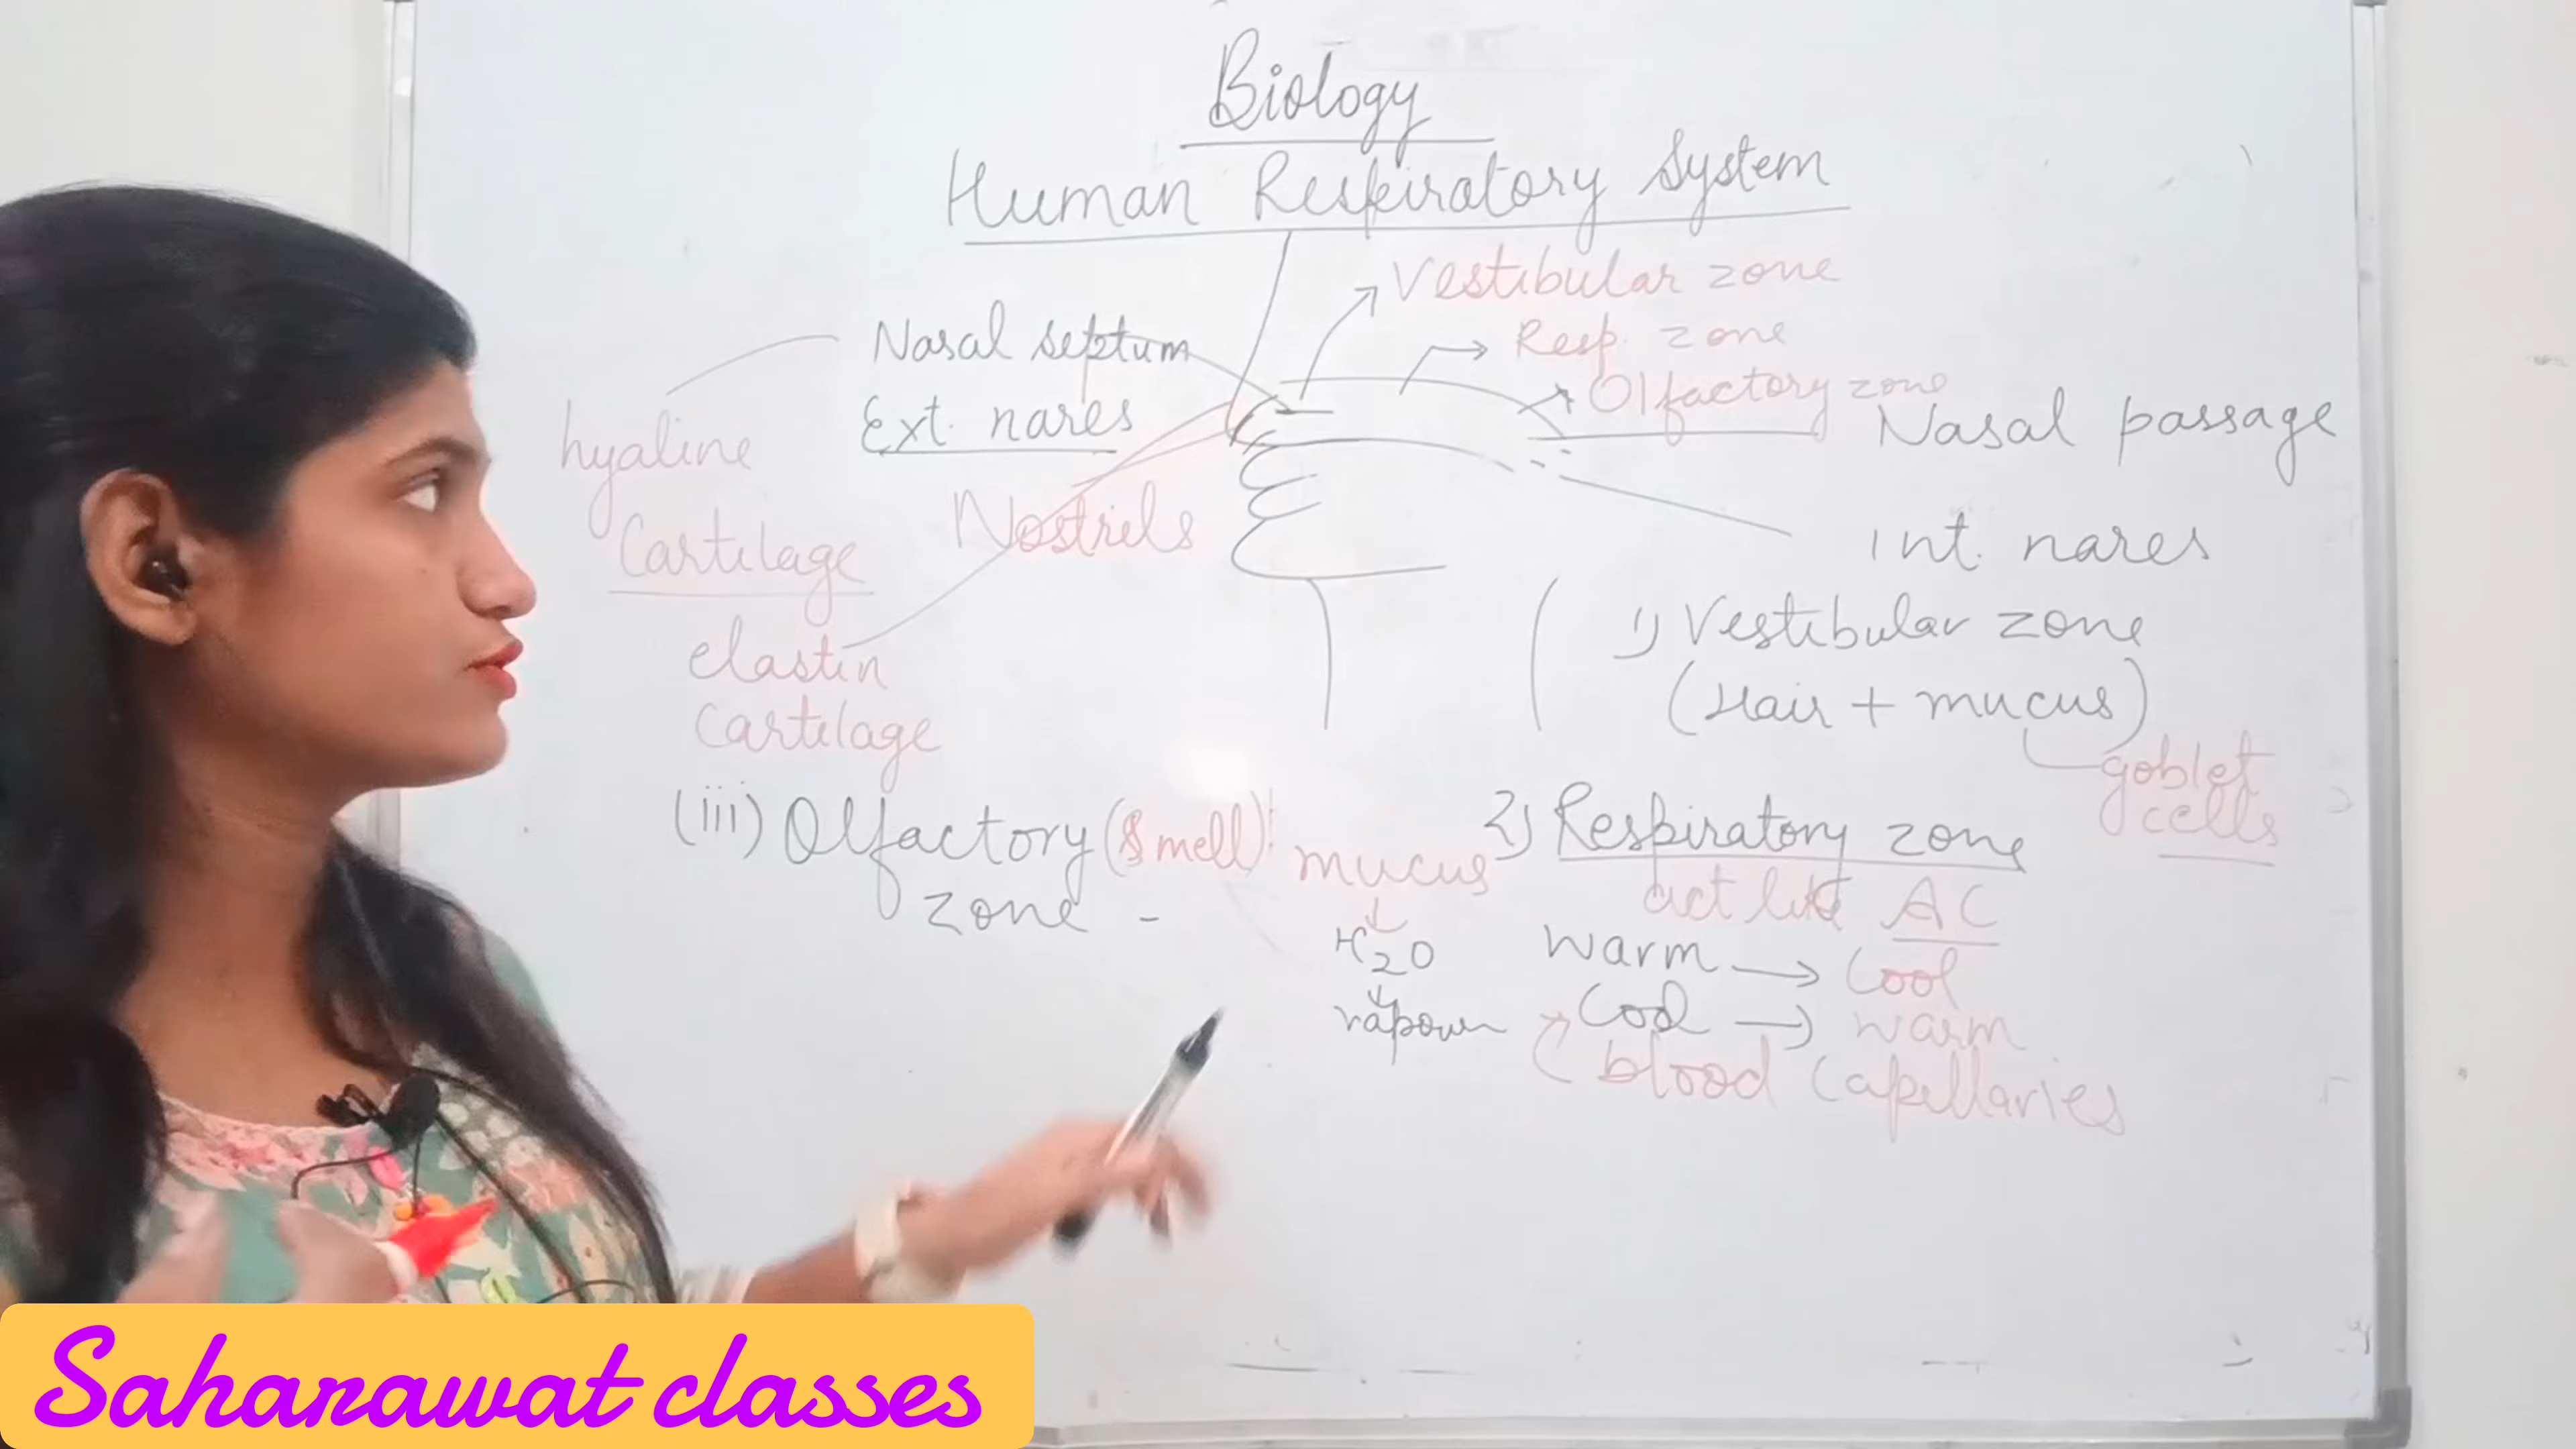 Biology
Human Respiratory System
Vestibular zone
Resp. zone
Olfactory zone
Nasal septum
Ext. nares
Nostrils
hyaline
Cartilage
elastin
Cartilage
Nasal passage
Int. nares
1) Vestibular zone
(Hair + mucus)
goblet
cells
2) Respiratory zone
act like AC
Warm → Cool
Cool → warm
blood Capillaries
mucus
H2O
vapour
(iii) Olfactory (Smell)
zone -
Saharawat classes